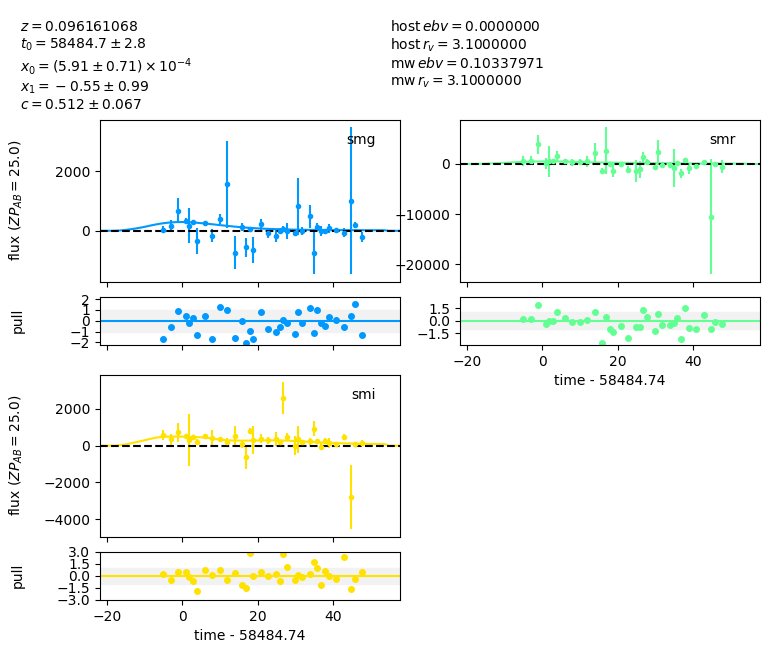 z = 0.096161068
t0 = 58484.7 ± 2.8
x0 = (5.91 ± 0.71) × 10^−4
x1 = −0.55 ± 0.99
c = 0.512 ± 0.067
host ebv = 0.0000000
host rv = 3.1000000
mw ebv = 0.10337971
mw rv = 3.1000000
smg
flux (ZP_AB = 25.0)
2000
0
smr
0
−10000
−20000
pull
2
1
0
−1
−2
1.5
0.0
−1.5
−20 0 20 40
time - 58484.74
smi
flux (ZP_AB = 25.0)
2000
0
−2000
−4000
pull
3.0
1.5
0.0
−1.5
−3.0
−20 0 20 40
time - 58484.74